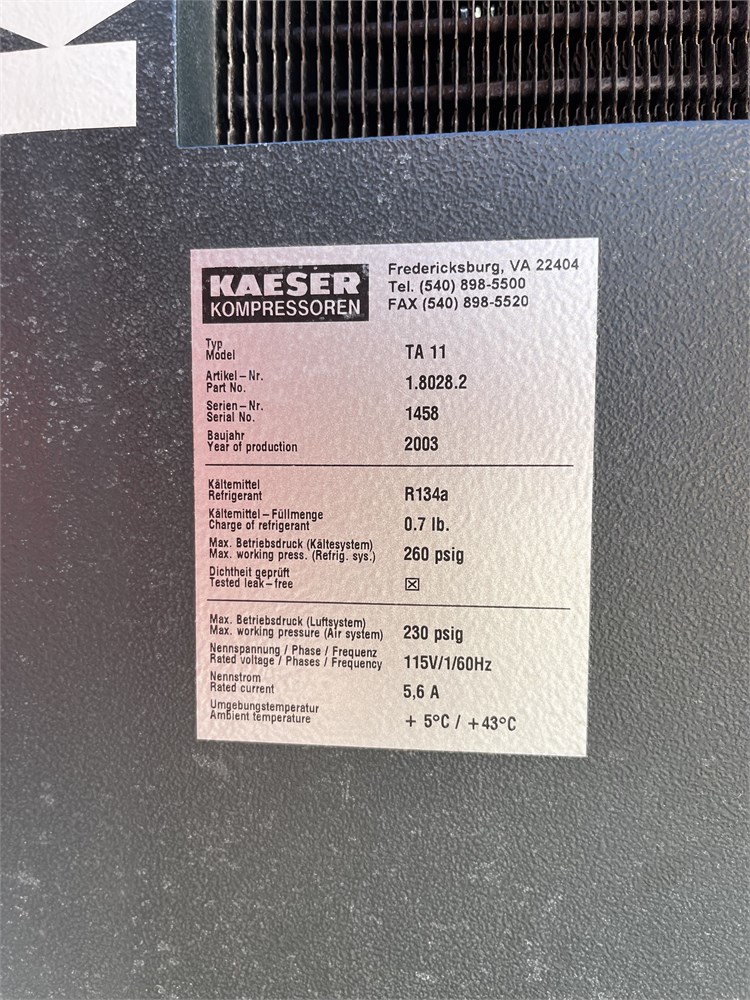 KAESER
KOMPRESSOREN
Fredericksburg, VA 22404
Tel. (540) 898-5500
FAX (540) 898-5520
Typ
Model TA 11
Artikel-Nr.
Part No. 1.8028.2
Serien-Nr.
Serial No. 1458
Baujahr
Year of production 2003
Kältemittel
Refrigerant R134a
Kältemittel-Füllmenge
Charge of refrigerant 0.7 lb.
Max. Betriebsdruck (Kältesystem)
Max. working press. (Refrig. sys.) 260 psig
Dichtheit geprüft
Tested leak-free ☒
Max. Betriebsdruck (Luftsystem)
Max. working pressure (Air system) 230 psig
Nennspannung / Phase / Frequenz
Rated voltage / Phases / Frequency 115V/1/60Hz
Nennstrom
Rated current 5,6 A
Umgebungstemperatur
Ambient temperature + 5°C / +43°C